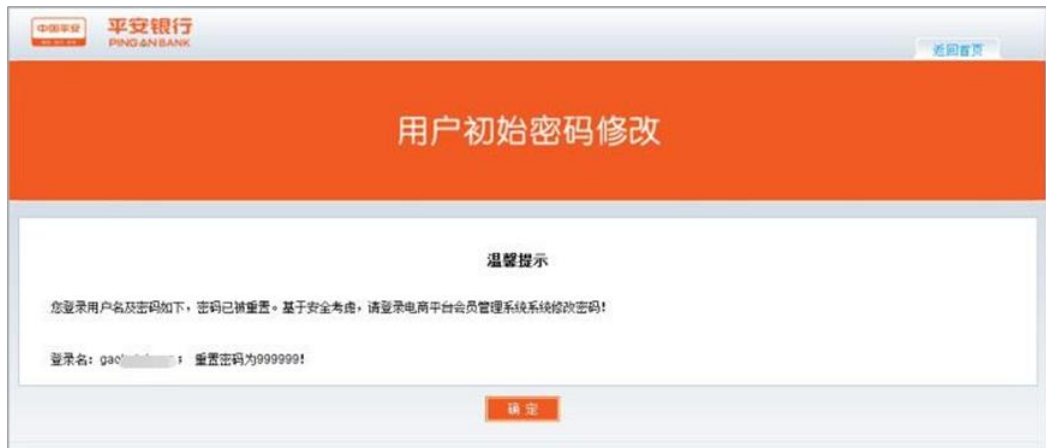 中国平安
平安银行
PING AN BANK
返回首页
用户初始密码修改
温馨提示
您登录用户名及密码如下，密码已被重置。基于安全考虑，请登录电商平台会员管理系统系统修改密码！
登录名：gao s 重置密码为999999！
确 定